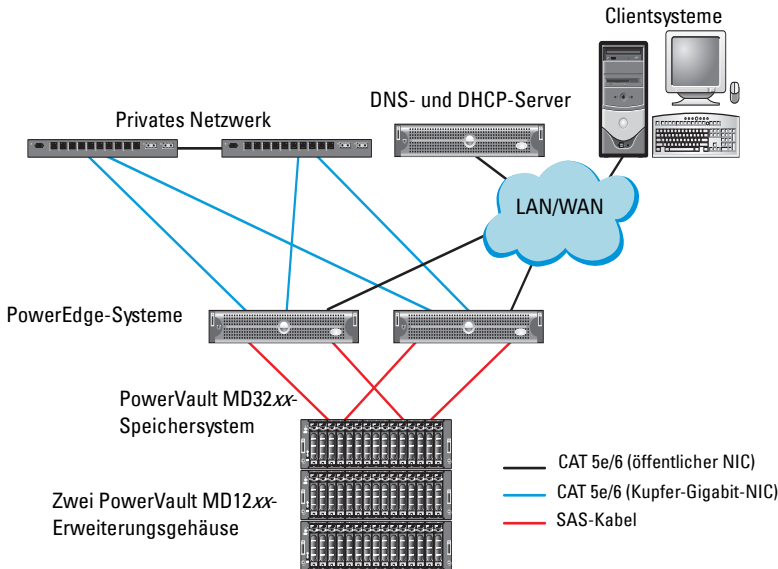 Clientsysteme
DNS- und DHCP-Server
Privates Netzwerk
LAN/WAN
PowerEdge-Systeme
PowerVault MD32xx-
Speichersystem
Zwei PowerVault MD12xx-
Erweiterungsgehäuse
CAT 5e/6 (öffentlicher NIC)
CAT 5e/6 (Kupfer-Gigabit-NIC)
SAS-Kabel